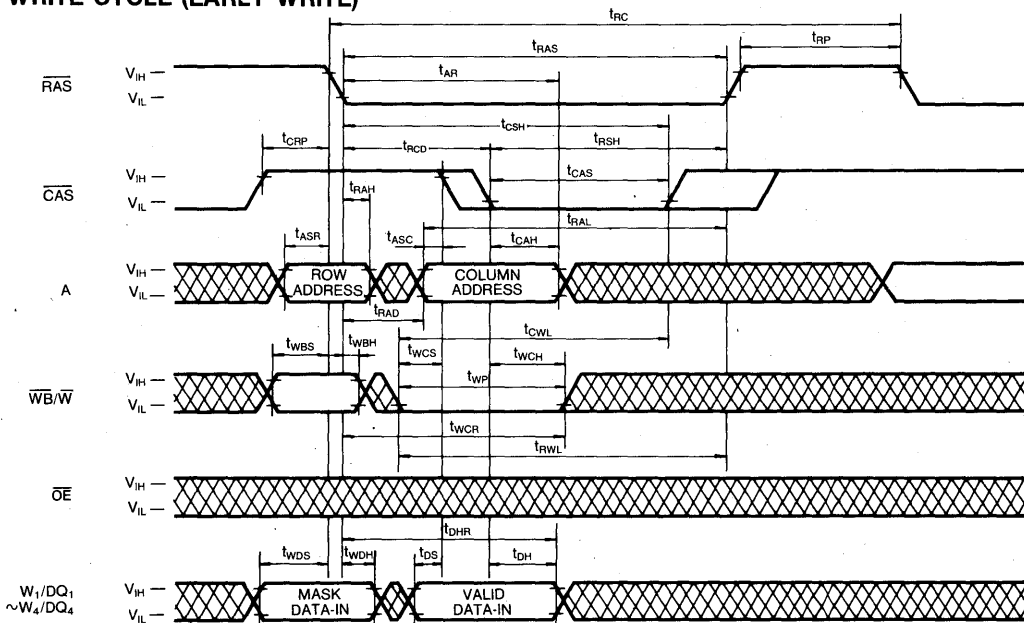 WRITE CYCLE (EARLY WRITE)
tRC
tRAS
tRP
tAR
RAS
VIH
VIL
tCSH
tCRP
tRCD
tRSH
CAS
VIH
VIL
tRAH
tCAS
tRAL
tASR
tASC
tCAH
A
VIH
VIL
ROW ADDRESS
COLUMN ADDRESS
tRAD
tCWL
tWBS
tWBH
tWCS
tWCH
WB/W
VIH
VIL
tWP
tWCR
tRWL
OE
VIH
VIL
tDHR
tWDS
tWDH
tDS
tDH
W1/DQ1
~W4/DQ4
VIH
VIL
MASK DATA-IN
VALID DATA-IN